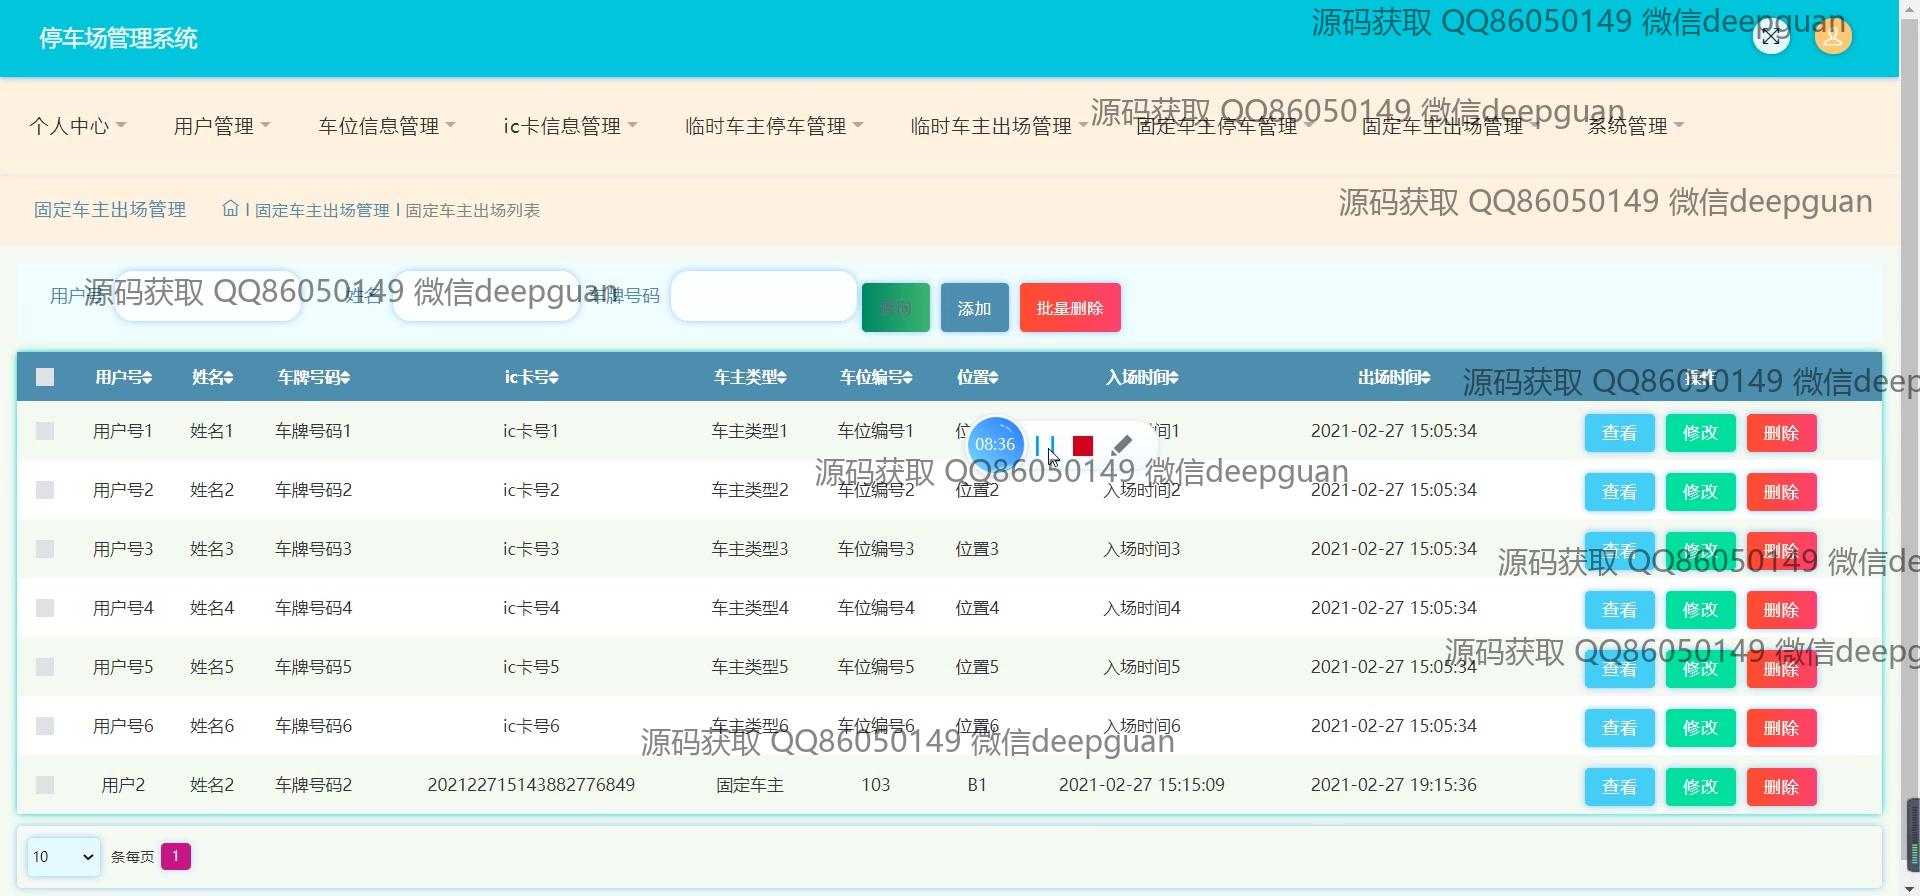 停车场管理系统
源码获取 QQ86050149 微信deepguan
个人中心 用户管理 车位信息管理 ic卡信息管理 临时车主停车管理 临时车主出场管理 固定车主停车管理 固定车主出场管理 系统管理
源码获取 QQ86050149 微信deepguan
固定车主出场管理 | 固定车主出场管理 | 固定车主出场列表
源码获取 QQ86050149 微信deepguan
用户号 姓名 车牌号码 查询 添加 批量删除
源码获取 QQ86050149 微信deepguan
用户号 姓名 车牌号码 ic卡号 车主类型 车位编号 位置 入场时间 出场时间 操作
源码获取 QQ86050149 微信deep
用户号1 姓名1 车牌号码1 ic卡号1 车主类型1 车位编号1 位 间1 2021-02-27 15:05:34 查看 修改 删除
08:36
源码获取 QQ86050149 微信deepguan
用户号2 姓名2 车牌号码2 ic卡号2 车主类型2 车位编号2 位置2 入场时间2 2021-02-27 15:05:34 查看 修改 删除
用户号3 姓名3 车牌号码3 ic卡号3 车主类型3 车位编号3 位置3 入场时间3 2021-02-27 15:05:34 查看 修改 删除
源码获取 QQ86050149 微信de
用户号4 姓名4 车牌号码4 ic卡号4 车主类型4 车位编号4 位置4 入场时间4 2021-02-27 15:05:34 查看 修改 删除
源码获取 QQ86050149 微信deepg
用户号5 姓名5 车牌号码5 ic卡号5 车主类型5 车位编号5 位置5 入场时间5 2021-02-27 15:05:34 查看 修改 删除
用户号6 姓名6 车牌号码6 ic卡号6 车主类型6 车位编号6 位置6 入场时间6 2021-02-27 15:05:34 查看 修改 删除
源码获取 QQ86050149 微信deepguan
用户2 姓名2 车牌号码2 202122715143882776849 固定车主 103 B1 2021-02-27 15:15:09 2021-02-27 19:15:36 查看 修改 删除
10 条每页 1